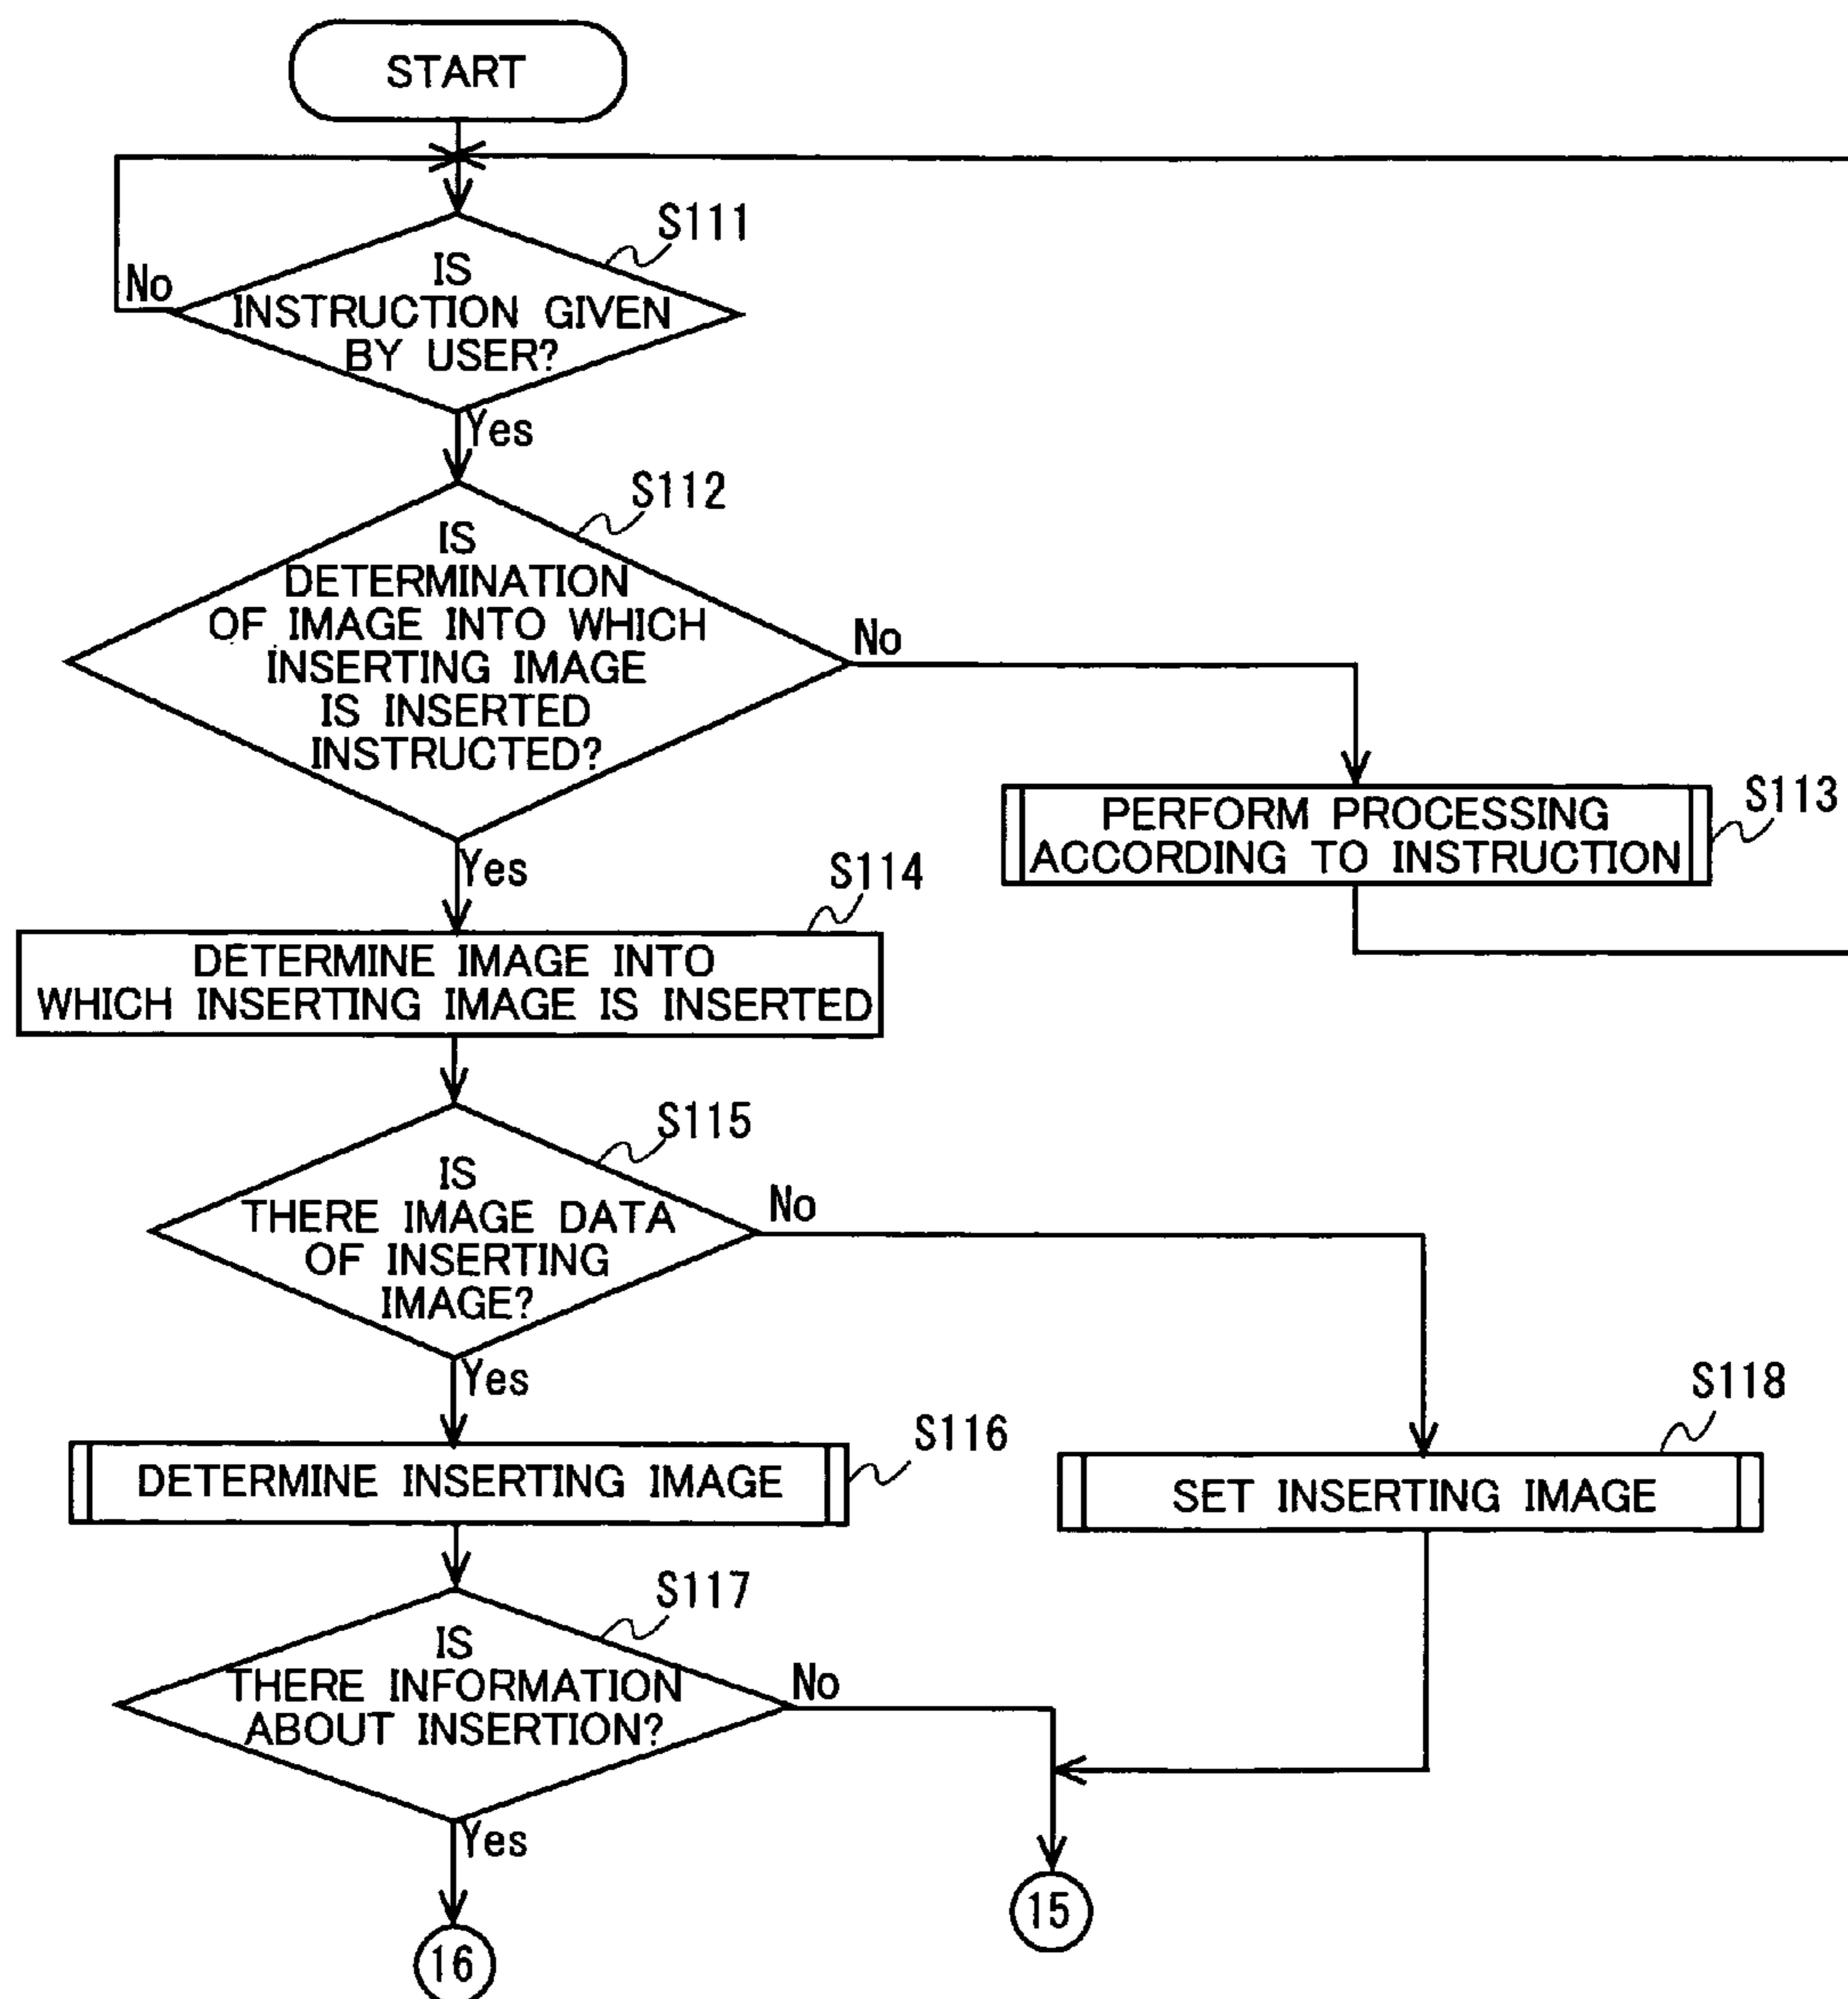 START
S111
No
IS
INSTRUCTION GIVEN
BY USER?
Yes
S112
IS
DETERMINATION
OF IMAGE INTO WHICH
INSERTING IMAGE
IS INSERTED
INSTRUCTED?
No
Yes
S113
PERFORM PROCESSING
ACCORDING TO INSTRUCTION
S114
DETERMINE IMAGE INTO
WHICH INSERTING IMAGE IS INSERTED
S115
IS
THERE IMAGE DATA
OF INSERTING
IMAGE?
No
Yes
S116
DETERMINE INSERTING IMAGE
S118
SET INSERTING IMAGE
S117
IS
THERE INFORMATION
ABOUT INSERTION?
No
Yes
15
16